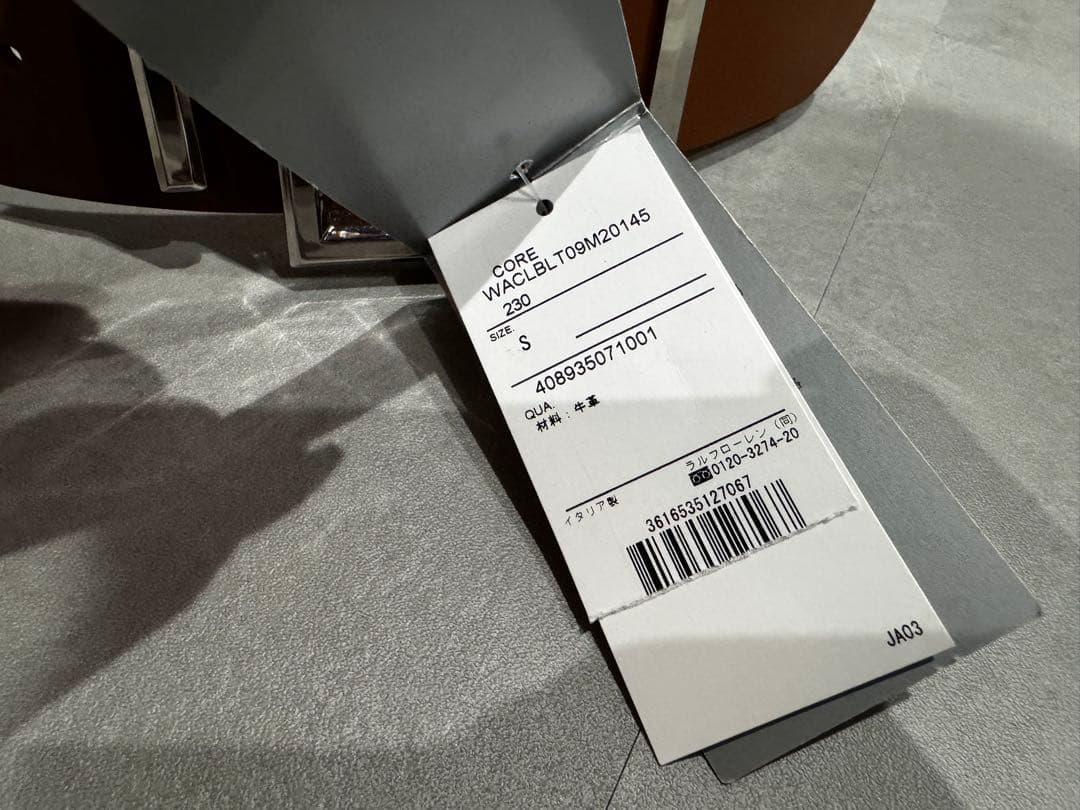 CORE
WACLBLT09M20145
230
SIZE.
S
408935071001
QUA.
材料：牛革
ラルフローレン（同）
0120-3274-20
イタリア製
3616535127067
JA03